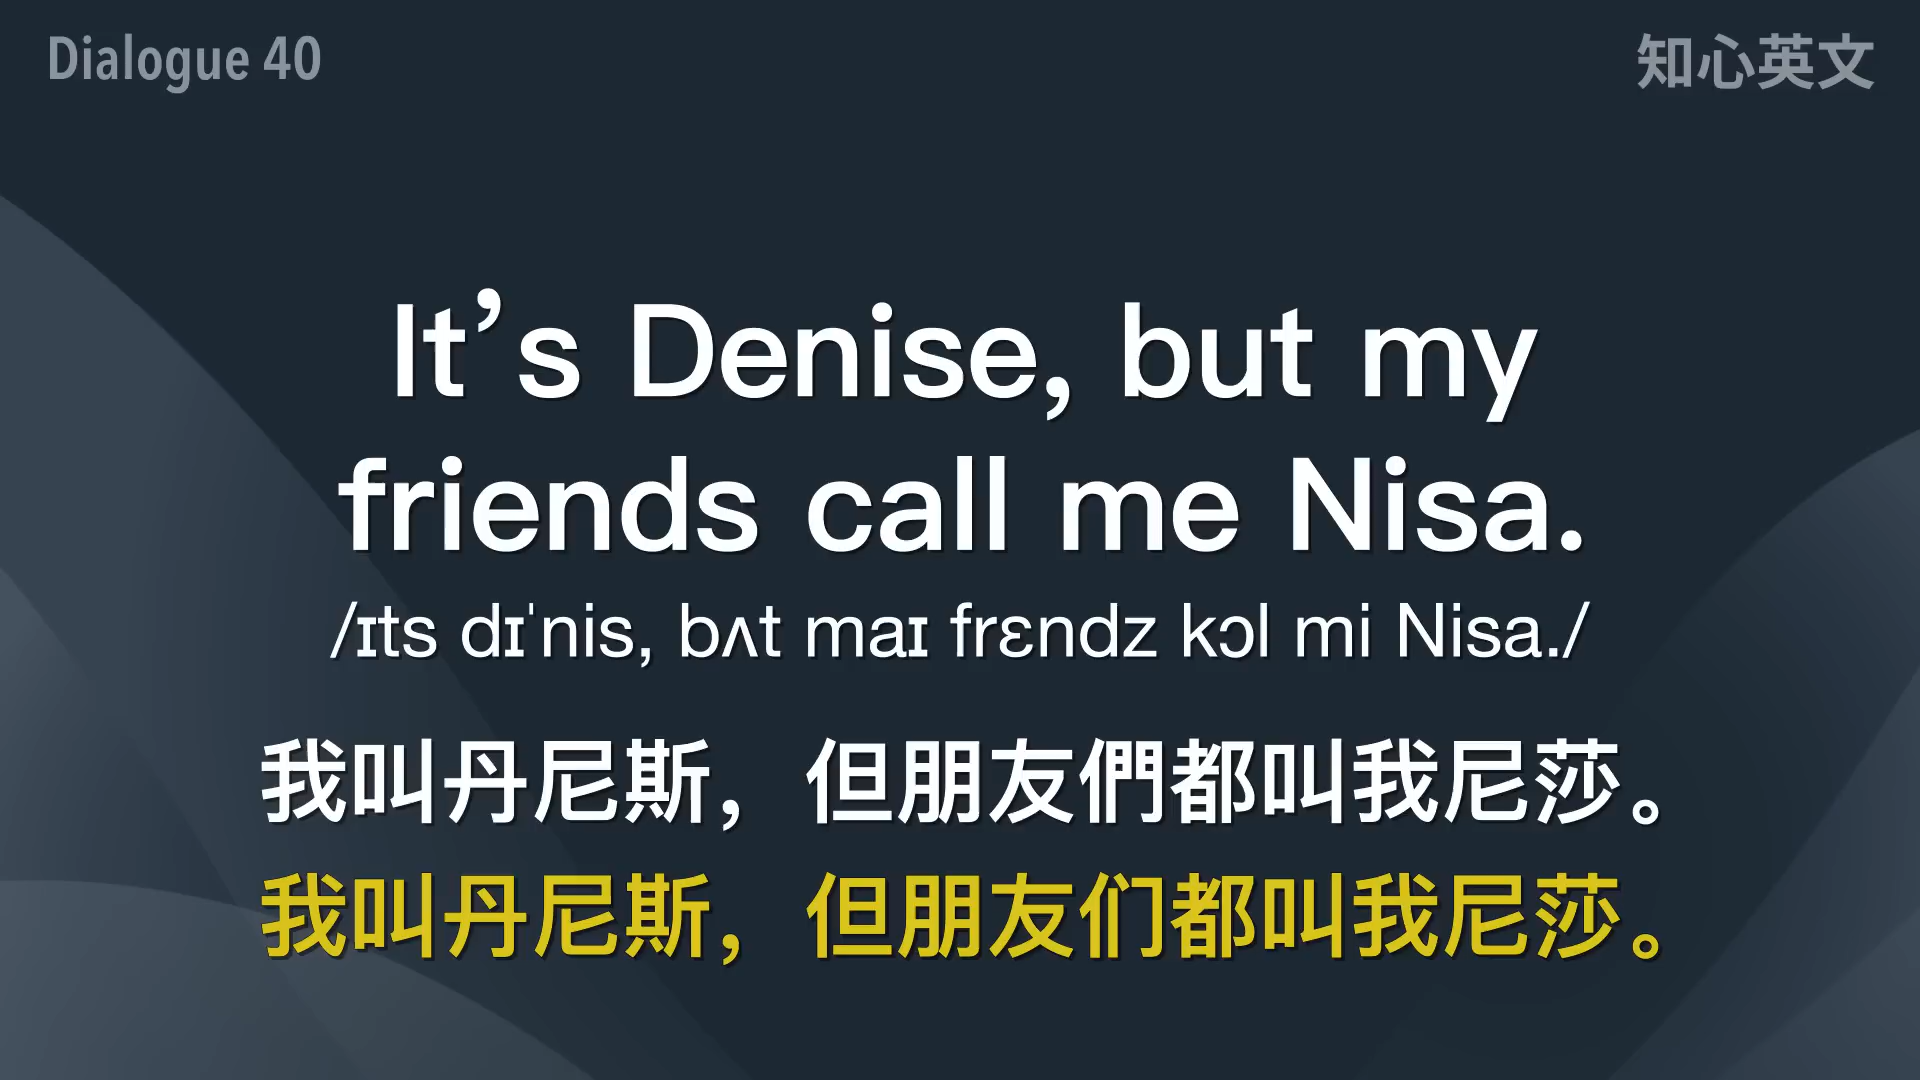 Dialogue 40
知心英文
It’s Denise, but my
friends call me Nisa.
/ɪts dɪˈnis, bʌt maɪ frɛndz kɔl mi Nisa./
我叫丹尼斯，但朋友們都叫我尼莎。
我叫丹尼斯，但朋友们都叫我尼莎。